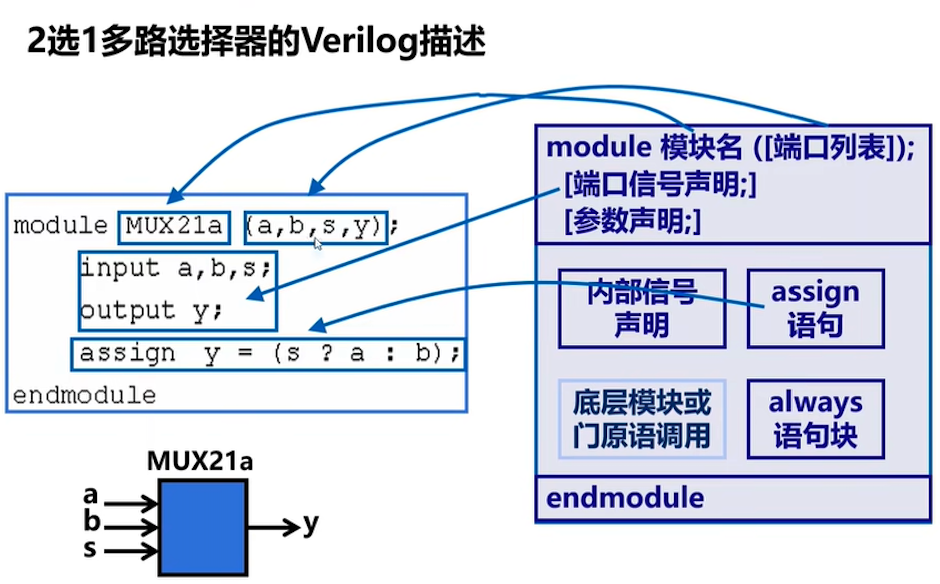 2选1多路选择器的Verilog描述
module MUX21a (a,b,s,y);
input a,b,s;
output y;
assign y = (s ? a : b);
endmodule
MUX21a
a
b
s
y
module 模块名 ([端口列表]);
[端口信号声明;]
[参数声明;]
内部信号
声明
assign
语句
底层模块或
门原语调用
always
语句块
endmodule